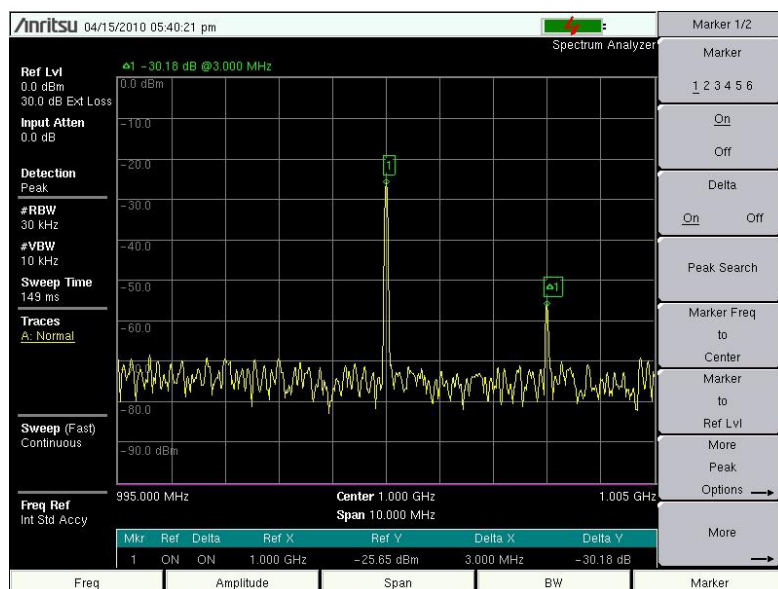 Anritsu 04/15/2010 05:40:21 pm
Spectrum Analyzer
Δ1 -30.18 dB @3.000 MHz
Ref Lvl
0.0 dBm
30.0 dB Ext Loss
Input Atten
0.0 dB
Detection
Peak
#RBW
30 kHz
#VBW
10 kHz
Sweep Time
149 ms
Traces
A: Normal
Sweep (Fast)
Continuous
Freq Ref
Int Std Accy
0.0 dBm
-10.0
-20.0
-30.0
-40.0
-50.0
-60.0
-80.0
-90.0 dBm
1
Δ1
995.000 MHz
Center 1.000 GHz
1.005 GHz
Span 10.000 MHz
Mkr Ref Delta Ref X Ref Y Delta X Delta Y
1 ON ON 1.000 GHz -25.65 dBm 3.000 MHz -30.18 dB
Marker 1/2
Marker
1 2 3 4 5 6
On
Off
Delta
On Off
Peak Search
Marker Freq
to
Center
Marker
to
Ref Lvl
More
Peak
Options
More
Freq
Amplitude
Span
BW
Marker